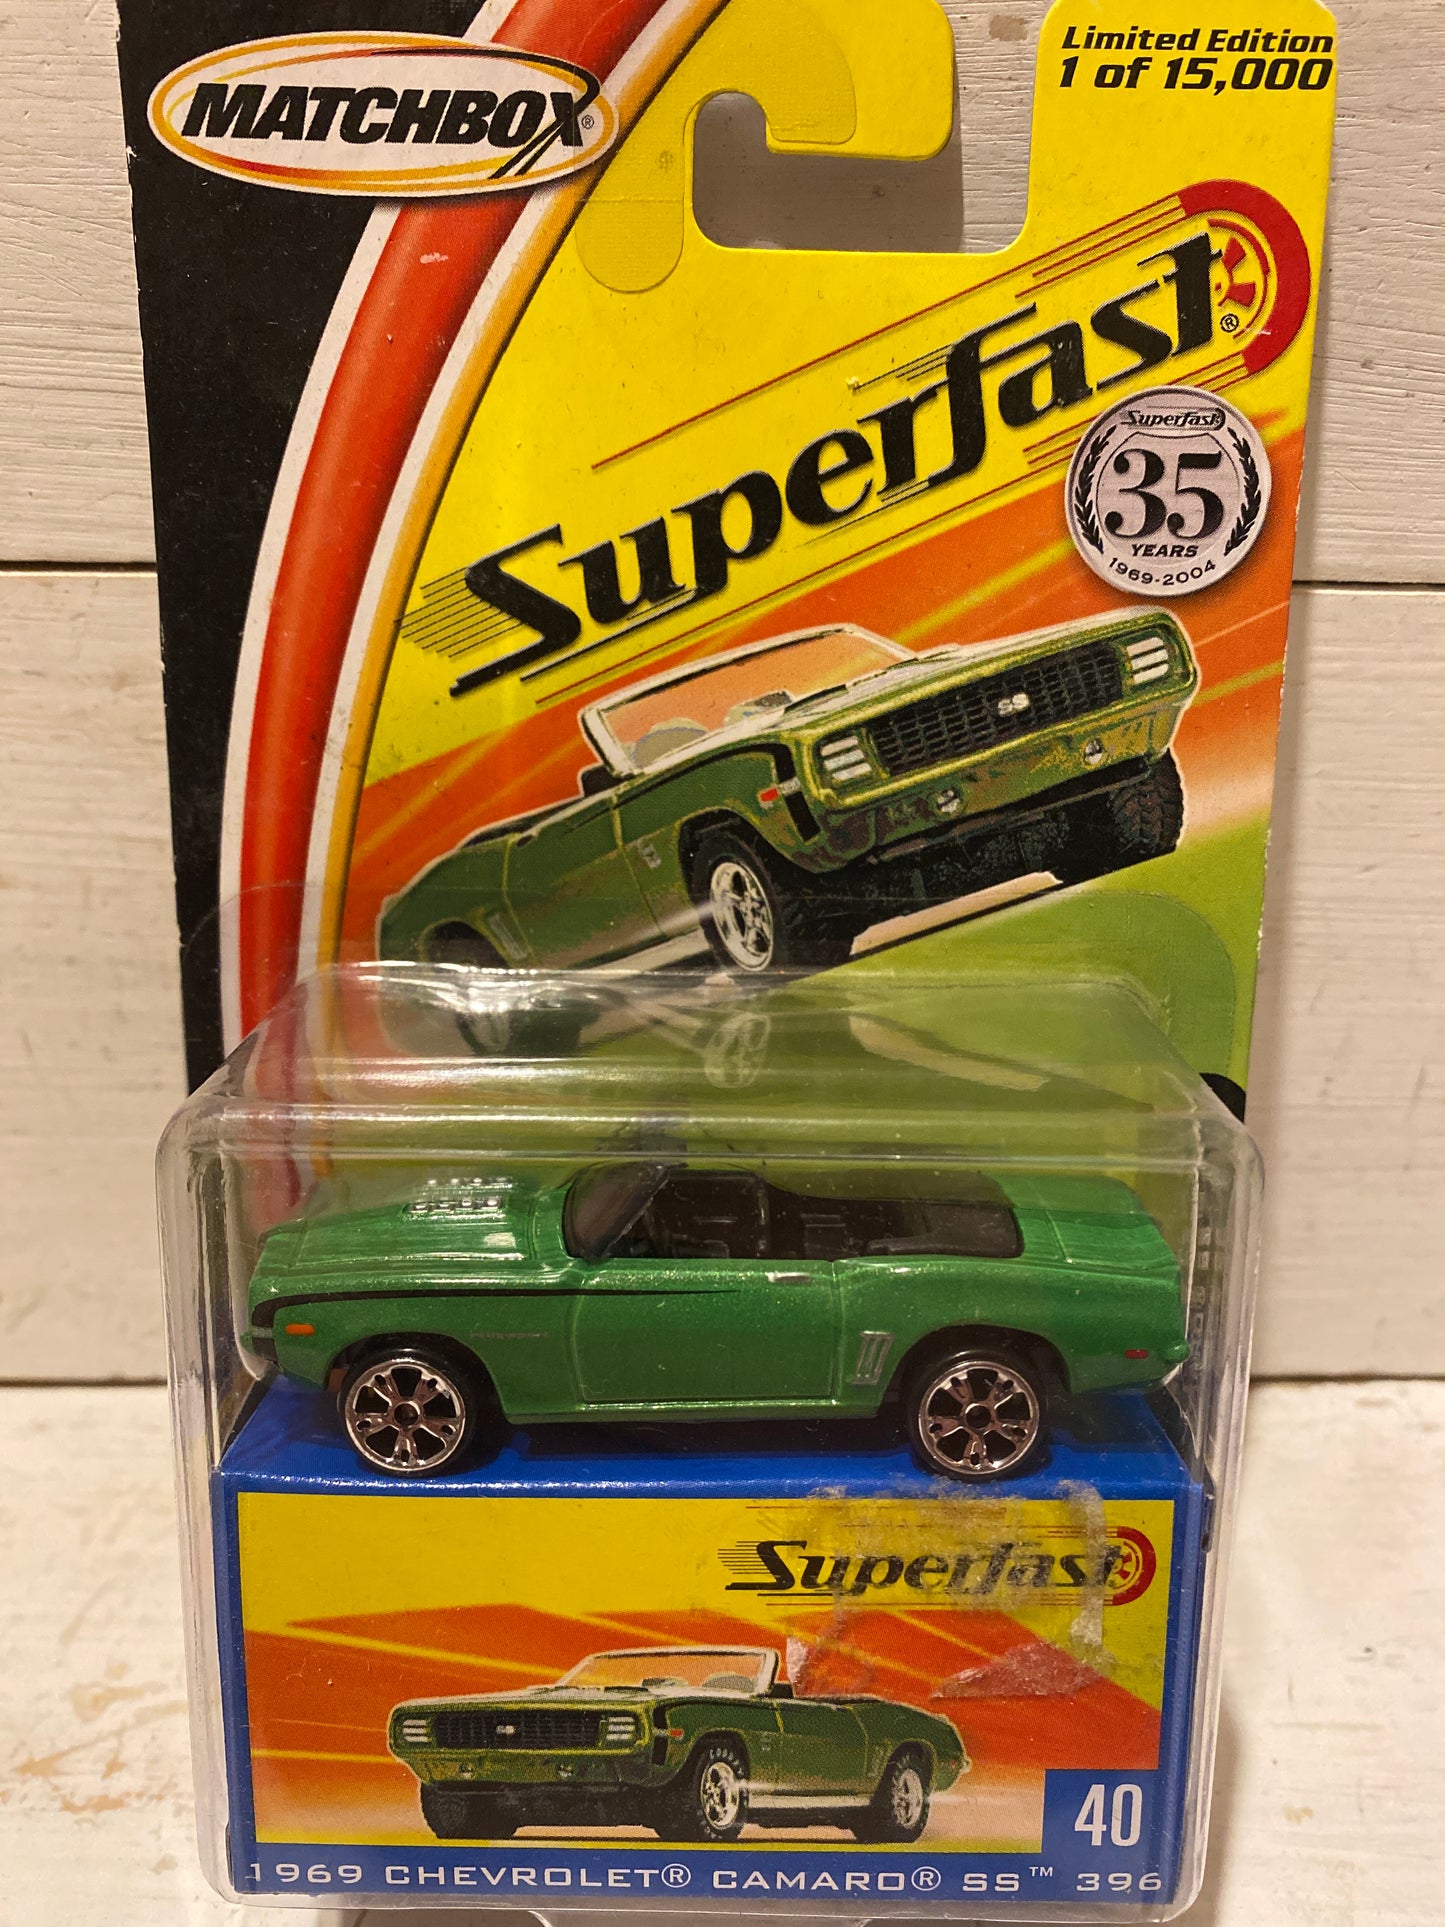 MATCHBOX®
Limited Edition
1 of 15,000
Superfast®
Superfast
35
YEARS
1969-2004
SS
Superfast
40
1969 CHEVROLET® CAMARO® SS™ 396